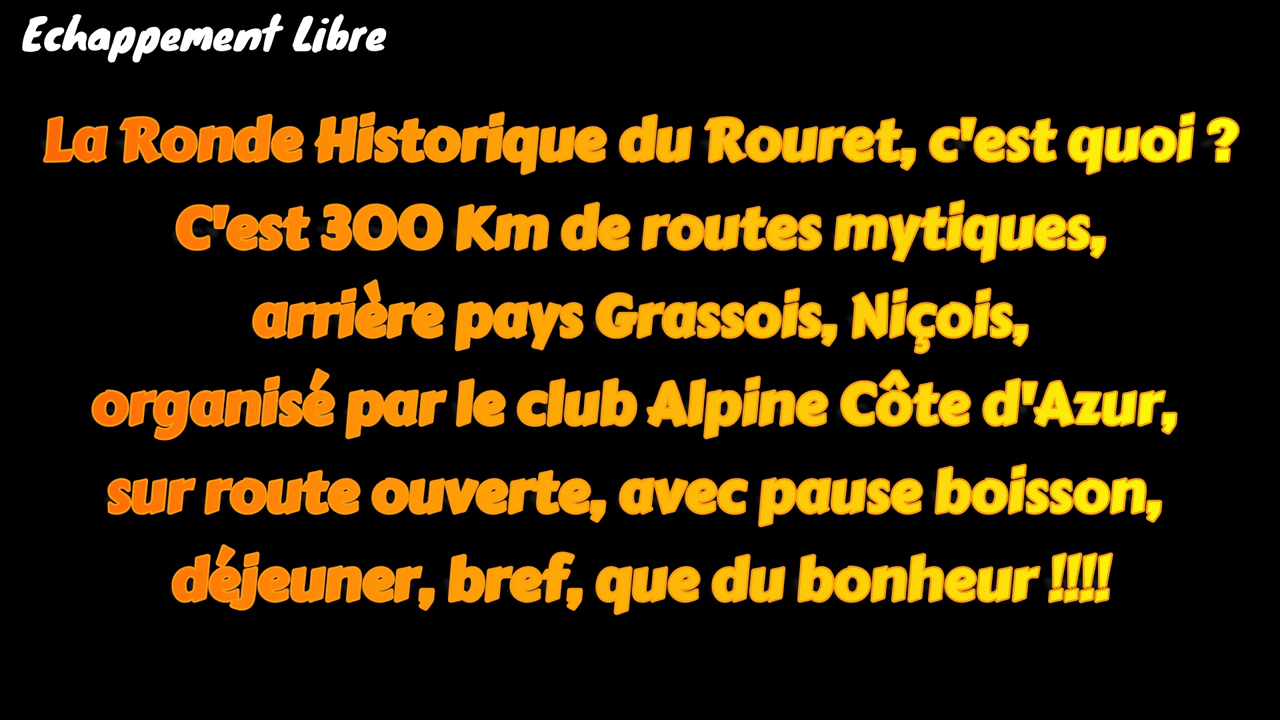 Echappement Libre
La Ronde Historique du Rouret, c'est quoi ?
C'est 300 Km de routes mytiques,
arrière pays Grassois, Niçois,
organisé par le club Alpine Côte d'Azur,
sur route ouverte, avec pause boisson,
déjeuner, bref, que du bonheur !!!!